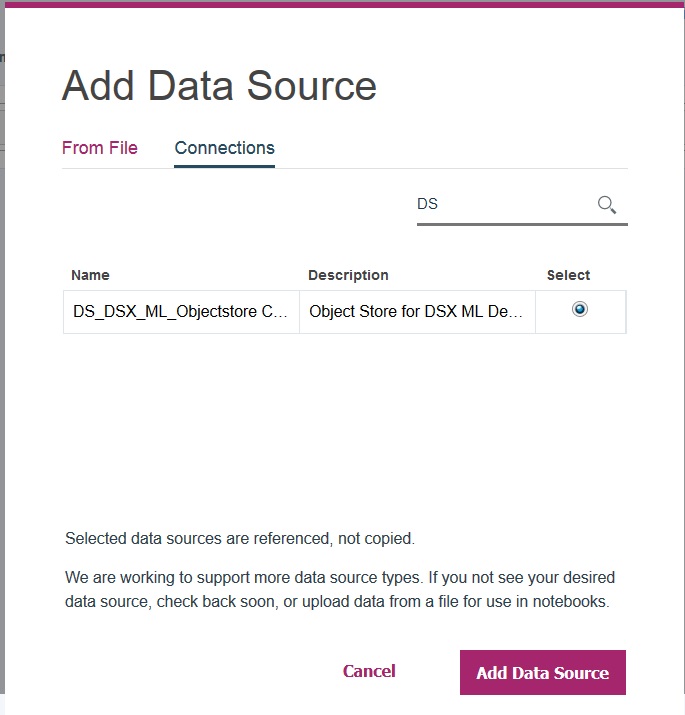 Add Data Source
From File Connections
DS
Name Description Select
DS_DSX_ML_Objectstore C... Object Store for DSX ML De...
Selected data sources are referenced, not copied.
We are working to support more data source types. If you not see your desired
data source, check back soon, or upload data from a file for use in notebooks.
Cancel Add Data Source